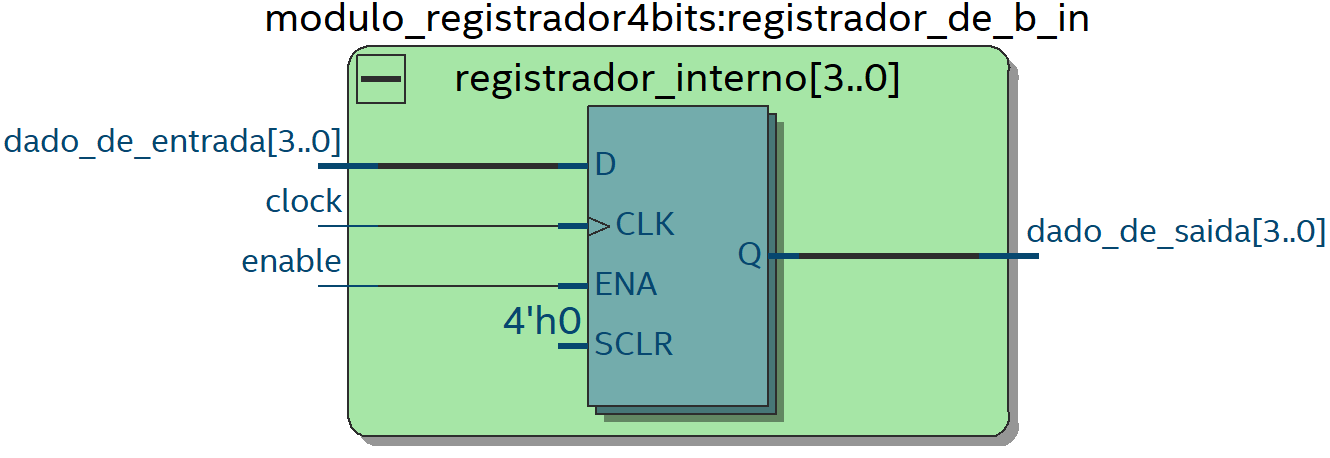 modulo_registrador4bits:registrador_de_b_in
registrador_interno[3..0]
dado_de_entrada[3..0]
D
clock
CLK
dado_de_saida[3..0]
Q
enable
ENA
4'h0
SCLR